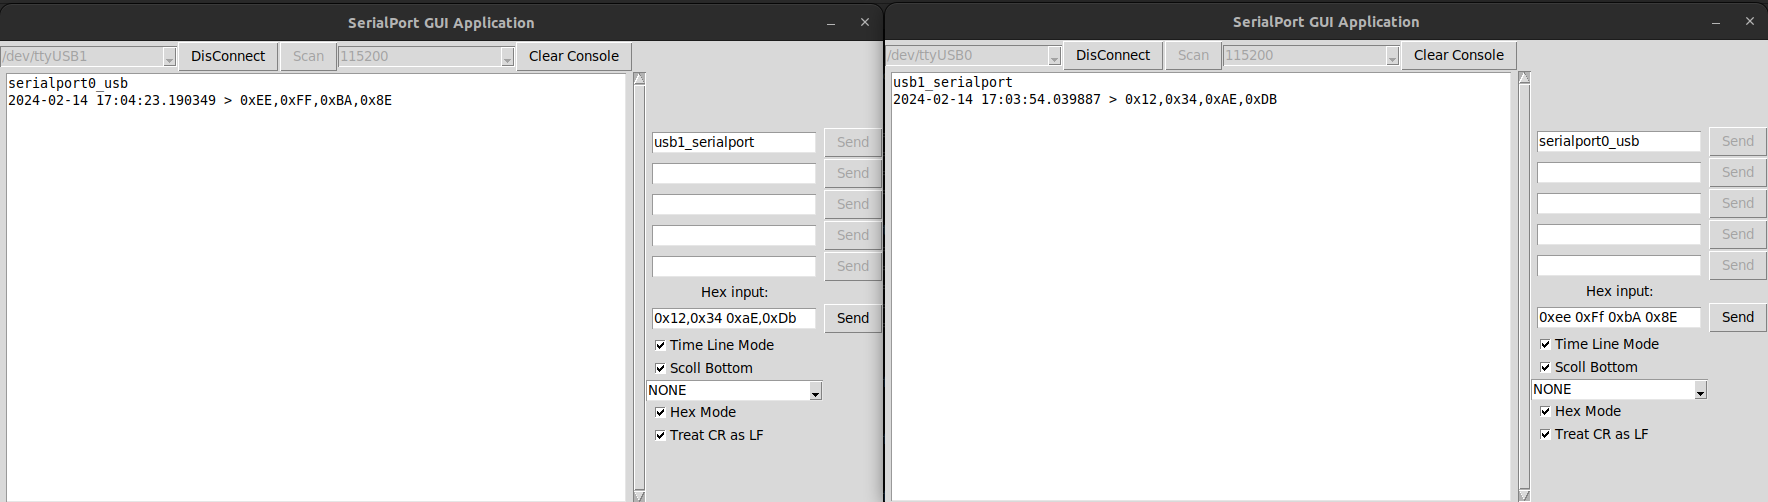 SerialPort GUI Application
/dev/ttyUSB1 DisConnect Scan 115200 Clear Console
serialport0_usb
2024-02-14 17:04:23.190349 > 0xEE,0xFF,0xBA,0x8E
usb1_serialport Send
Send
Send
Send
Send
Hex input:
0x12,0x34 0xaE,0xDb Send
Time Line Mode
Scoll Bottom
NONE
Hex Mode
Treat CR as LF
SerialPort GUI Application
/dev/ttyUSB0 DisConnect Scan 115200 Clear Console
usb1_serialport
2024-02-14 17:03:54.039887 > 0x12,0x34,0xAE,0xDB
serialport0_usb Send
Send
Send
Send
Send
Hex input:
0xee 0xFf 0xbA 0x8E Send
Time Line Mode
Scoll Bottom
NONE
Hex Mode
Treat CR as LF